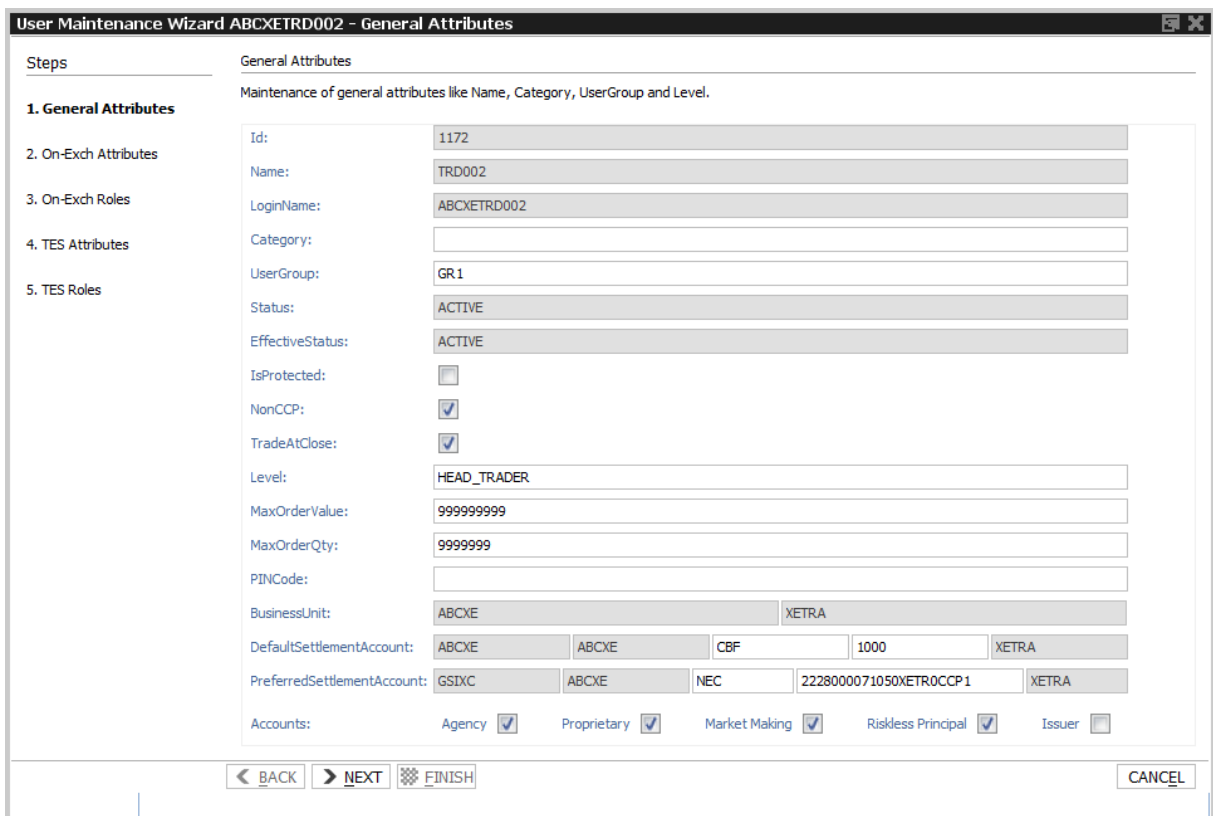 User Maintenance Wizard ABCXETRD002 - General Attributes
Steps
1. General Attributes
2. On-Exch Attributes
3. On-Exch Roles
4. TES Attributes
5. TES Roles
General Attributes
Maintenance of general attributes like Name, Category, UserGroup and Level.
Id: 1172
Name: TRD002
LoginName: ABCXETRD002
Category:
UserGroup: GR1
Status: ACTIVE
EffectiveStatus: ACTIVE
IsProtected:
NonCCP:
TradeAtClose:
Level: HEAD_TRADER
MaxOrderValue: 999999999
MaxOrderQty: 9999999
PINCode:
BusinessUnit: ABCXE XETRA
DefaultSettlementAccount: ABCXE ABCXE CBF 1000 XETRA
PreferredSettlementAccount: GSIXC ABCXE NEC 2228000071050XETR0CCP1 XETRA
Accounts: Agency Proprietary Market Making Riskless Principal Issuer
BACK NEXT FINISH CANCEL